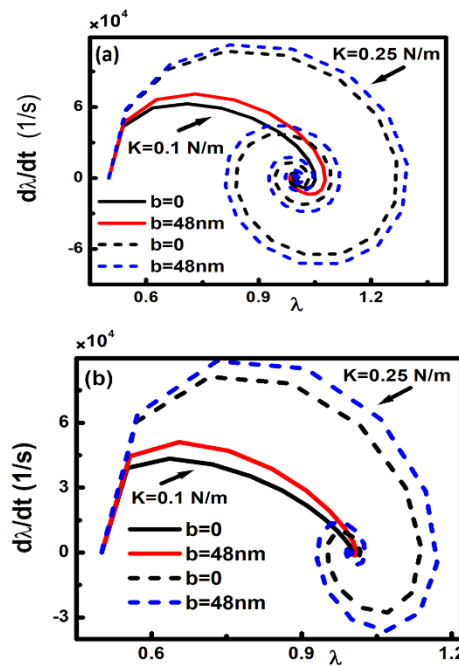 ×10⁴
(a)
K=0.25 N/m
6
K=0.1 N/m
0
-6
dλ/dt (1/s)
b=0
b=48nm
b=0
b=48nm
0.6 0.9 1.2
λ
×10⁴
(b)
K=0.25 N/m
6
3
K=0.1 N/m
0
-3
dλ/dt (1/s)
b=0
b=48nm
b=0
b=48nm
0.6 0.9 1.2
λ